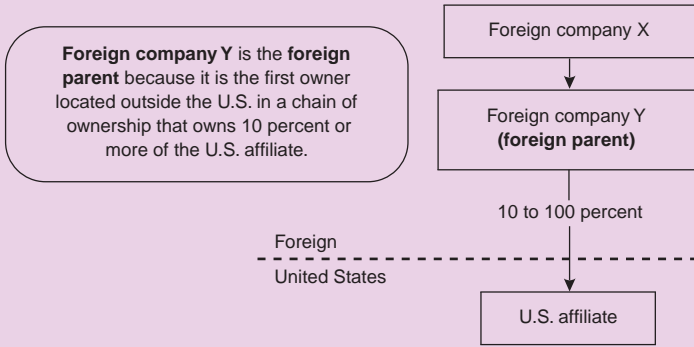 Foreign company Y is the foreign
parent because it is the first owner
located outside the U.S. in a chain of
ownership that owns 10 percent or
more of the U.S. affiliate.
Foreign company X
Foreign company Y
(foreign parent)
10 to 100 percent
Foreign
United States
U.S. affiliate